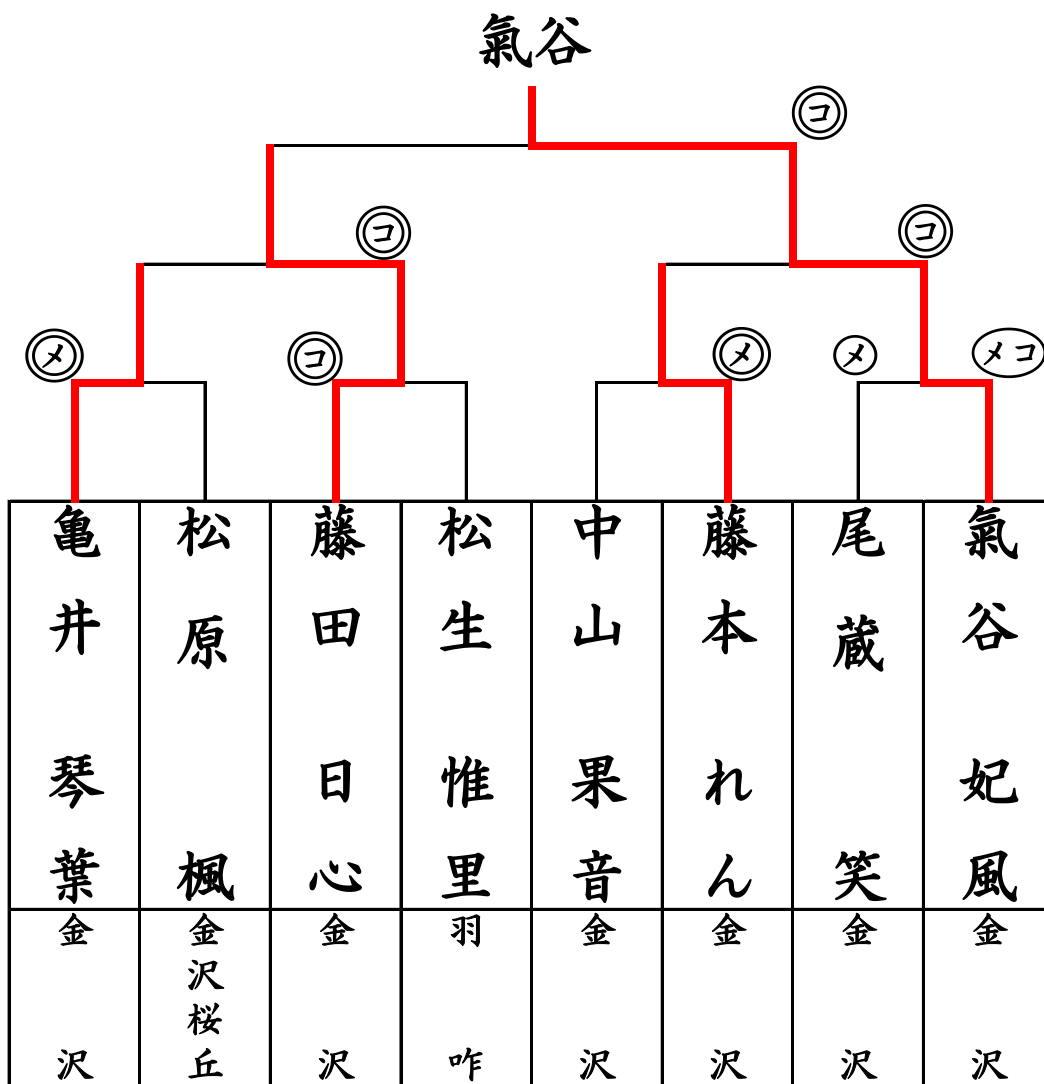 氣谷
コ
コ
コ
メ
コ
メ
メ
メコ
亀井琴葉
松原楓
藤田日心
松生惟里
中山果音
藤本れん
尾蔵笑
氣谷妃風
金沢
金沢桜丘
金沢
羽咋
金沢
金沢
金沢
金沢